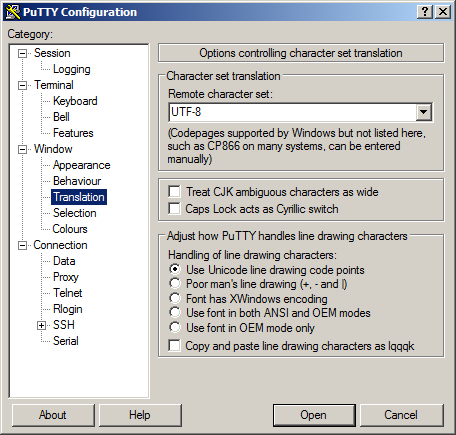 PuTTY Configuration
Category:
Session
Logging
Terminal
Keyboard
Bell
Features
Window
Appearance
Behaviour
Translation
Selection
Colours
Connection
Data
Proxy
Telnet
Rlogin
SSH
Serial
Options controlling character set translation
Character set translation
Remote character set:
UTF-8
(Codepages supported by Windows but not listed here,
such as CP866 on many systems, can be entered
manually)
Treat CJK ambiguous characters as wide
Caps Lock acts as Cyrillic switch
Adjust how PuTTY handles line drawing characters
Handling of line drawing characters:
Use Unicode line drawing code points
Poor man's line drawing (+, - and |)
Font has XWindows encoding
Use font in both ANSI and OEM modes
Use font in OEM mode only
Copy and paste line drawing characters as lqqqk
About
Help
Open
Cancel